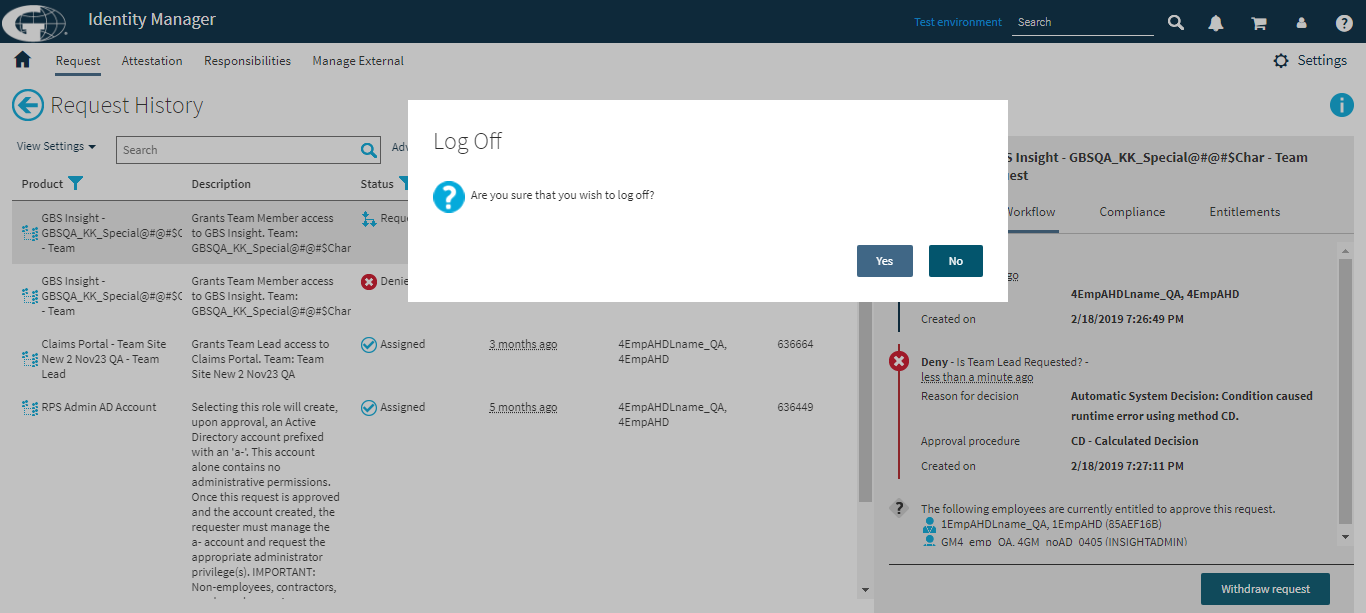 Identity Manager
Test environment
Search
?
Request
Attestation
Responsibilities
Manage External
Settings
Request History
View Settings
Search
Product
Description
Status
GBS Insight -
GBSQA_KK_Special@#@#$C
- Team
Grants Team Member access
to GBS Insight. Team:
GBSQA_KK_Special@#@#$Char
GBS Insight -
GBSQA_KK_Special@#@#$C
- Team
Grants Team Member access
to GBS Insight. Team:
GBSQA_KK_Special@#@#$Char
Claims Portal - Team Site
New 2 Nov23 QA - Team
Lead
Grants Team Lead access to
Claims Portal. Team: Team
Site New 2 Nov23 QA
Assigned
3 months ago
4EmpAHDLname_QA,
4EmpAHD
636664
RPS Admin AD Account
Selecting this role will create,
upon approval, an Active
Directory account prefixed
with an 'a-'. This account
alone contains no
administrative permissions.
Once this request is approved
and the account created, the
requester must manage the
a- account and request the
appropriate administrator
privilege(s). IMPORTANT:
Non-employees, contractors,
Assigned
5 months ago
4EmpAHDLname_QA,
4EmpAHD
636449
Log Off
?
Are you sure that you wish to log off?
Yes
No
i
S Insight - GBSQA_KK_Special@#@#$Char - Team
Workflow
Compliance
Entitlements
4EmpAHDLname_QA, 4EmpAHD
Created on
2/18/2019 7:26:49 PM
Deny - Is Team Lead Requested? -
less than a minute ago
Reason for decision
Automatic System Decision: Condition caused
runtime error using method CD.
Approval procedure
CD - Calculated Decision
Created on
2/18/2019 7:27:11 PM
?
The following employees are currently entitled to approve this request.
1EmpAHDLname_QA, 1EmpAHD (85AEF16B)
GM4_emp_QA, 4GM_noAD_0405 (INSIGHTADMIN)
Withdraw request